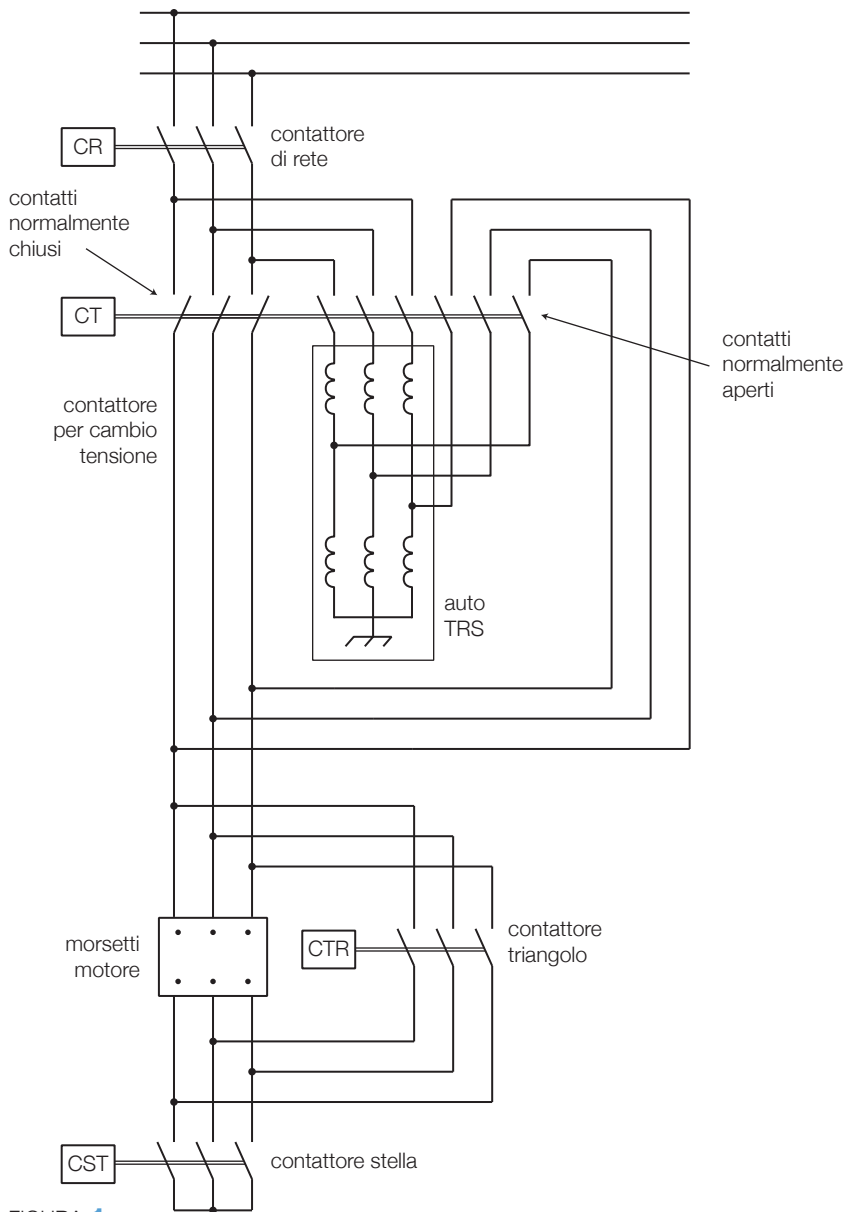 CR
contattore
di rete
contatti
normalmente
chiusi
CT
contatti
normalmente
aperti
contattore
per cambio
tensione
auto
TRS
morsetti
motore
CTR
contattore
triangolo
CST
contattore stella